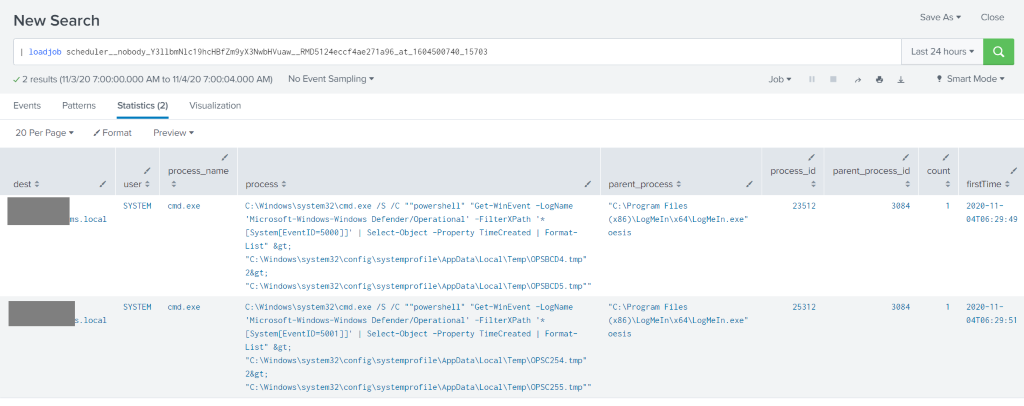 New Search
Save As Close
| loadjob scheduler__nobody_Y3llbmNlc19hcHBfZm9yX3NwbHVuaw__RMD5124eccf4ae271a96_at_1604500740_15703
Last 24 hours
2 results (11/3/20 7:00:00.000 AM to 11/4/20 7:00:04.000 AM) No Event Sampling
Job Smart Mode
Events Patterns Statistics (2) Visualization
20 Per Page Format Preview
dest user process_name process parent_process process_id parent_process_id count firstTime
ms.local
SYSTEM
cmd.exe
C:\Windows\system32\cmd.exe /S /C ""powershell" "Get-WinEvent -LogName
'Microsoft-Windows-Windows Defender/Operational' -FilterXPath '*
[System[EventID=5000]]' | Select-Object -Property TimeCreated | Format-
List" &gt;
"C:\Windows\system32\config\systemprofile\AppData\Local\Temp\OPSBCD4.tmp"
2&gt;
"C:\Windows\system32\config\systemprofile\AppData\Local\Temp\OPSBCD5.tmp""
"C:\Program Files
(x86)\LogMeIn\x64\LogMeIn.exe"
oesis
23512
3084
1
2020-11-
04T06:29:49
s.local
SYSTEM
cmd.exe
C:\Windows\system32\cmd.exe /S /C ""powershell" "Get-WinEvent -LogName
'Microsoft-Windows-Windows Defender/Operational' -FilterXPath '*
[System[EventID=5001]]' | Select-Object -Property TimeCreated | Format-
List" &gt;
"C:\Windows\system32\config\systemprofile\AppData\Local\Temp\OPSC254.tmp"
2&gt;
"C:\Windows\system32\config\systemprofile\AppData\Local\Temp\OPSC255.tmp""
"C:\Program Files
(x86)\LogMeIn\x64\LogMeIn.exe"
oesis
25312
3084
1
2020-11-
04T06:29:51